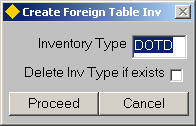 Create Foreign Table Inv
Inventory Type DOTD
Delete Inv Type if exists
Proceed Cancel